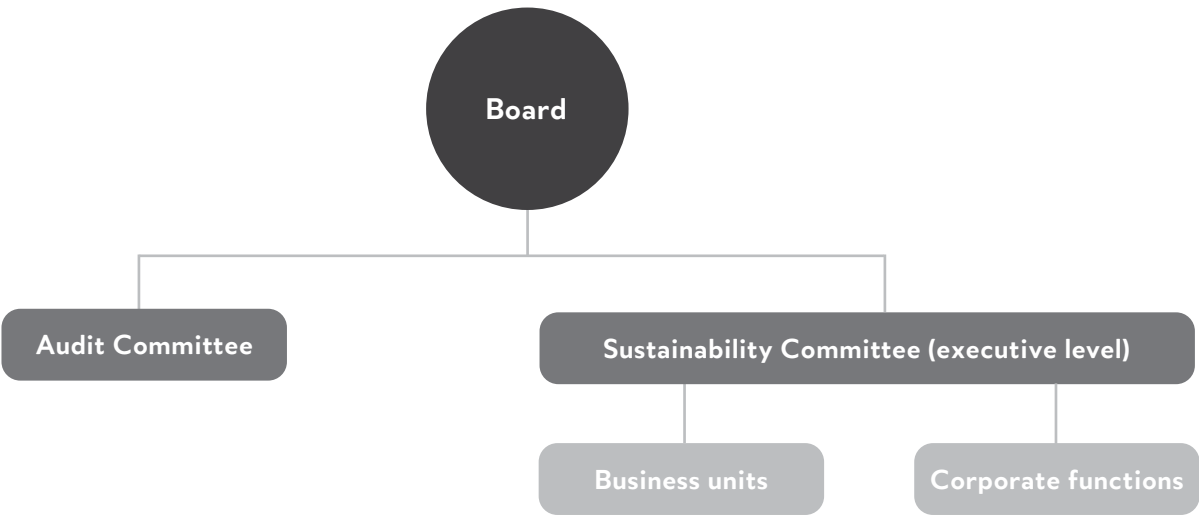 Board
Audit Committee
Sustainability Committee (executive level)
Business units
Corporate functions